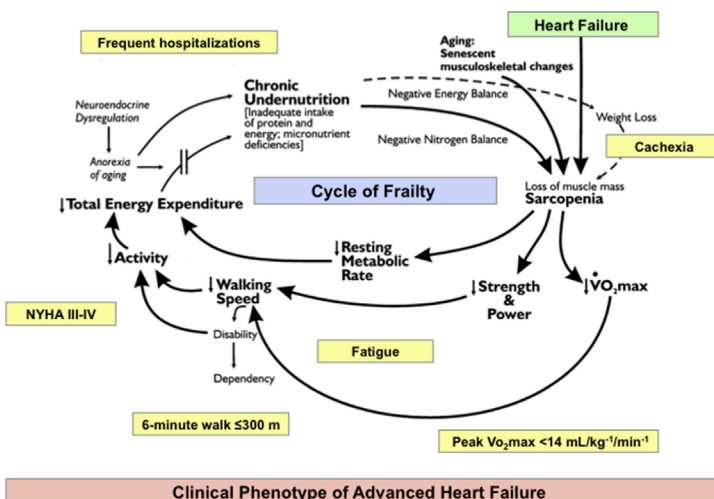 Heart Failure
Frequent hospitalizations
Aging:
Senescent
musculoskeletal changes
Chronic
Undernutrition
[Inadequate intake
of protein and
energy; micronutrient
deficiencies]
Negative Energy Balance
Neuroendocrine
Dysregulation
Weight Loss
Negative Nitrogen Balance
Cachexia
Anorexia
of aging
Cycle of Frailty
Loss of muscle mass
Sarcopenia
↓Total Energy Expenditure
↓Resting
Metabolic
Rate
↓Activity
↓Walking
Speed
↓Strength
&
Power
↓V̇O₂max
NYHA III-IV
Disability
Fatigue
Dependency
6-minute walk ≤300 m
Peak Vo₂max <14 mL/kg⁻¹/min⁻¹
Clinical Phenotype of Advanced Heart Failure